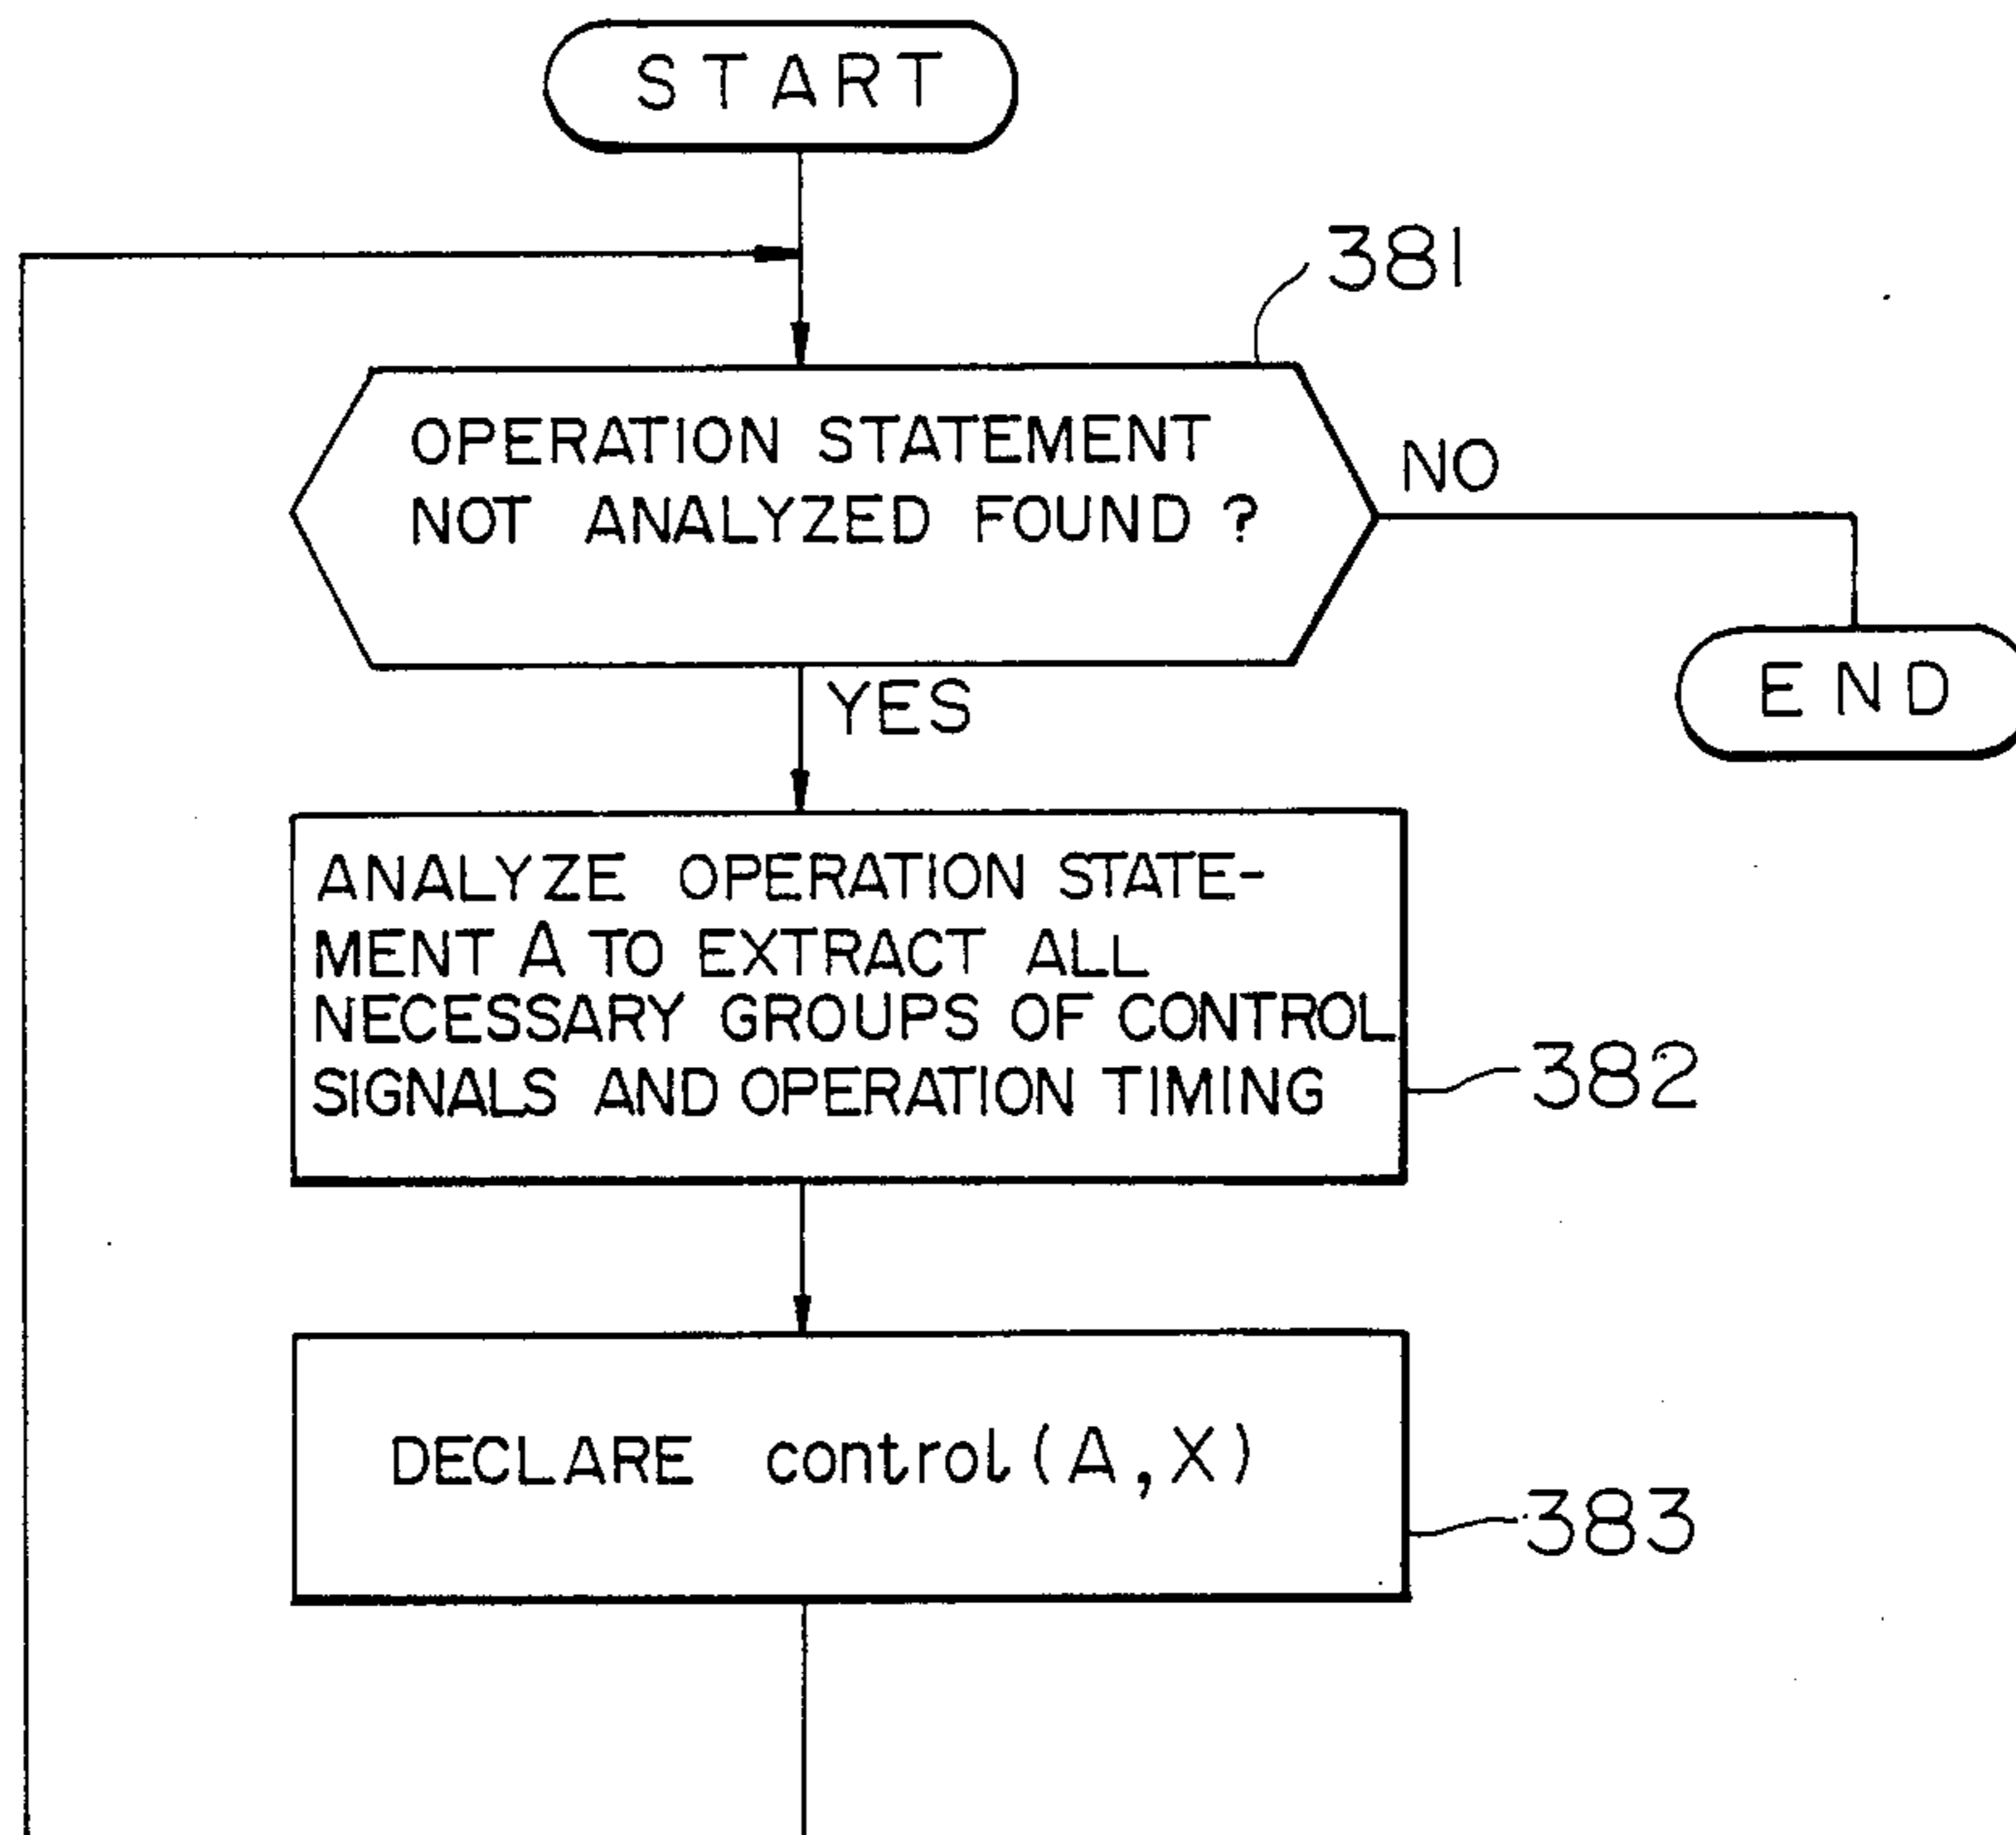 START
381
OPERATION STATEMENT
NOT ANALYZED FOUND ?
NO
END
YES
ANALYZE OPERATION STATE-
MENT A TO EXTRACT ALL
NECESSARY GROUPS OF CONTROL
SIGNALS AND OPERATION TIMING
382
DECLARE control(A,X)
383